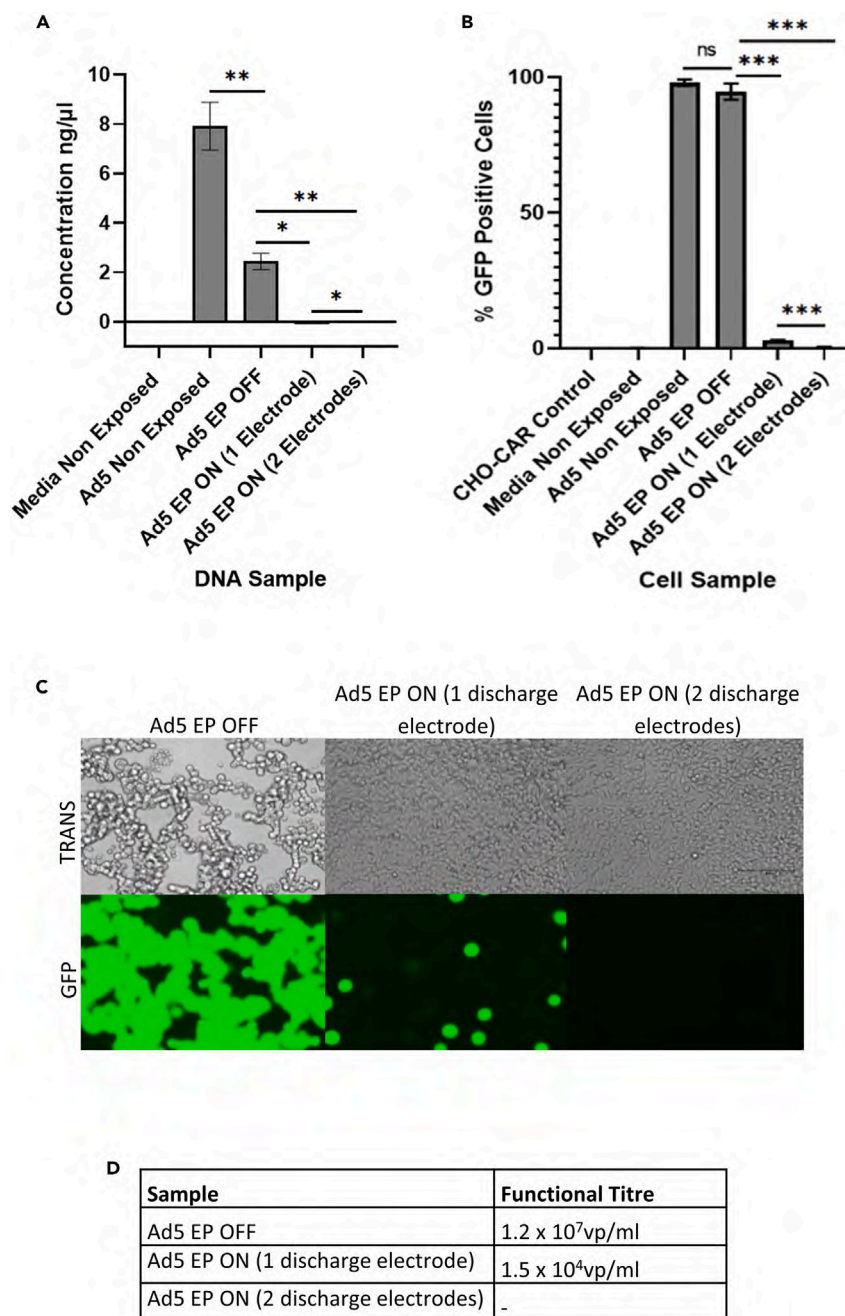 A
Concentration ng/µl
10
8
6
4
2
0
**
**
*
*
Media Non Exposed
Ad5 Non Exposed
Ad5 EP OFF
Ad5 EP ON (1 Electrode)
Ad5 EP ON (2 Electrodes)
DNA Sample
B
% GFP Positive Cells
100
50
0
ns
***
***
***
CHO-CAR Control
Media Non Exposed
Ad5 Non Exposed
Ad5 EP OFF
Ad5 EP ON (1 Electrode)
Ad5 EP ON (2 Electrodes)
Cell Sample
C
Ad5 EP OFF
Ad5 EP ON (1 discharge
electrode)
Ad5 EP ON (2 discharge
electrodes)
TRANS
GFP
D
Sample Functional Titre
Ad5 EP OFF 1.2 x 10⁷vp/ml
Ad5 EP ON (1 discharge electrode) 1.5 x 10⁴vp/ml
Ad5 EP ON (2 discharge electrodes) -